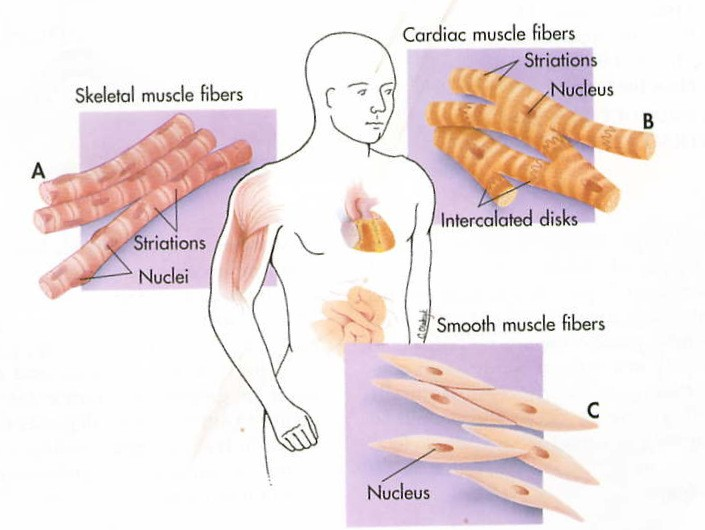 Cardiac muscle fibers
Striations
Nucleus
B
Skeletal muscle fibers
A
Striations
Nuclei
Intercalated disks
Smooth muscle fibers
C
Nucleus